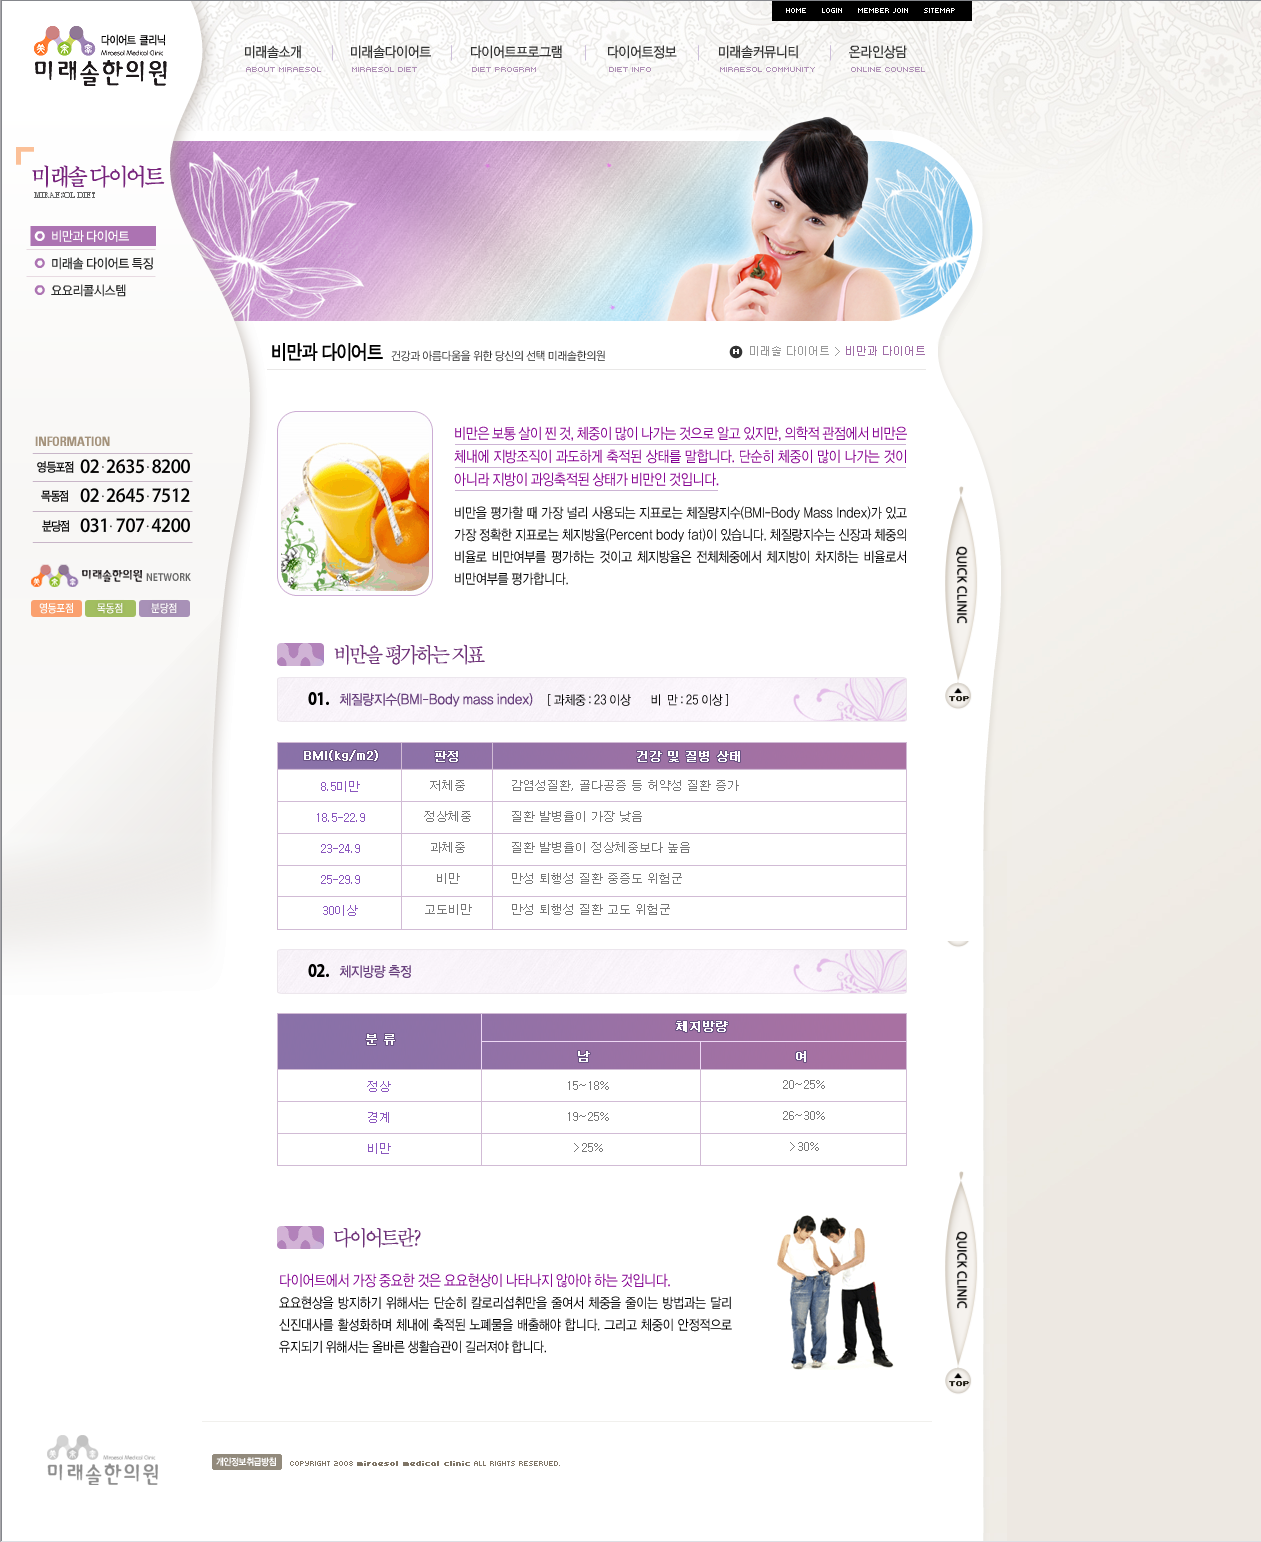 HOME LOGIN MEMBER JOIN SITEMAP
다이어트 클리닉
Miraesol Medical Clinic
미래솔한의원
미래솔소개 미래솔다이어트 다이어트프로그램 다이어트정보 미래솔커뮤니티 온라인상담
ABOUT MIRAESOL MIRAESOL DIET DIET PROGRAM DIET INFO MIRAESOL COMMUNITY ONLINE COUNSEL
미래솔 다이어트
MIRAESOL DIET
비만과 다이어트
미래솔 다이어트 특징
요요리콜시스템
INFORMATION
영등포점 02·2635·8200
목동점 02·2645·7512
분당점 031·707·4200
미래솔한의원 NETWORK
영등포점 목동점 분당점
비만과 다이어트 건강과 아름다움을 위한 당신의 선택 미래솔한의원
H 미래솔 다이어트 > 비만과 다이어트
비만은 보통 살이 찐 것, 체중이 많이 나가는 것으로 알고 있지만, 의학적 관점에서 비만은
체내에 지방조직이 과도하게 축적된 상태를 말합니다. 단순히 체중이 많이 나가는 것이
아니라 지방이 과잉축적된 상태가 비만인 것입니다.
비만을 평가할 때 가장 널리 사용되는 지표로는 체질량지수(BMI-Body Mass Index)가 있고
가장 정확한 지표로는 체지방율(Percent body fat)이 있습니다. 체질량지수는 신장과 체중의
비율로 비만여부를 평가하는 것이고 체지방율은 전체체중에서 체지방이 차지하는 비율로서
비만여부를 평가합니다.
QUICK CLINIC
TOP
비만을 평가하는 지표
01. 체질량지수(BMI-Body mass index) [ 과체중 : 23 이상 비 만 : 25 이상 ]
BMI(kg/m2) 판정 건강 및 질병 상태
8.5미만 저체중 감염성질환, 골다공증 등 허약성 질환 증가
18.5-22.9 정상체중 질환 발병율이 가장 낮음
23-24.9 과체중 질환 발병율이 정상체중보다 높음
25-29.9 비만 만성 퇴행성 질환 중증도 위험군
30이상 고도비만 만성 퇴행성 질환 고도 위험군
02. 체지방량 측정
분 류 체지방량
남 여
정상 15~18% 20~25%
경계 19~25% 26~30%
비만 >25% >30%
다이어트란?
다이어트에서 가장 중요한 것은 요요현상이 나타나지 않아야 하는 것입니다.
요요현상을 방지하기 위해서는 단순히 칼로리섭취만을 줄여서 체중을 줄이는 방법과는 달리
신진대사를 활성화하며 체내에 축적된 노폐물을 배출해야 합니다. 그리고 체중이 안정적으로
유지되기 위해서는 올바른 생활습관이 길러져야 합니다.
QUICK CLINIC
TOP
Miraesol Medical Clinic
미래솔한의원
개인정보취급방침 COPYRIGHT 2008 miraesol medical clinic ALL RIGHTS RESERVED.